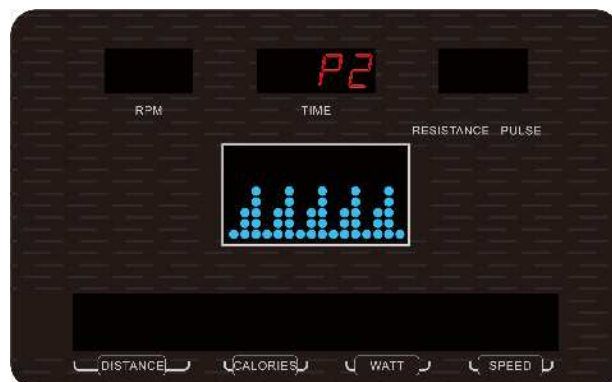 P2
RPM TIME
RESISTANCE PULSE
DISTANCE CALORIES WATT SPEED